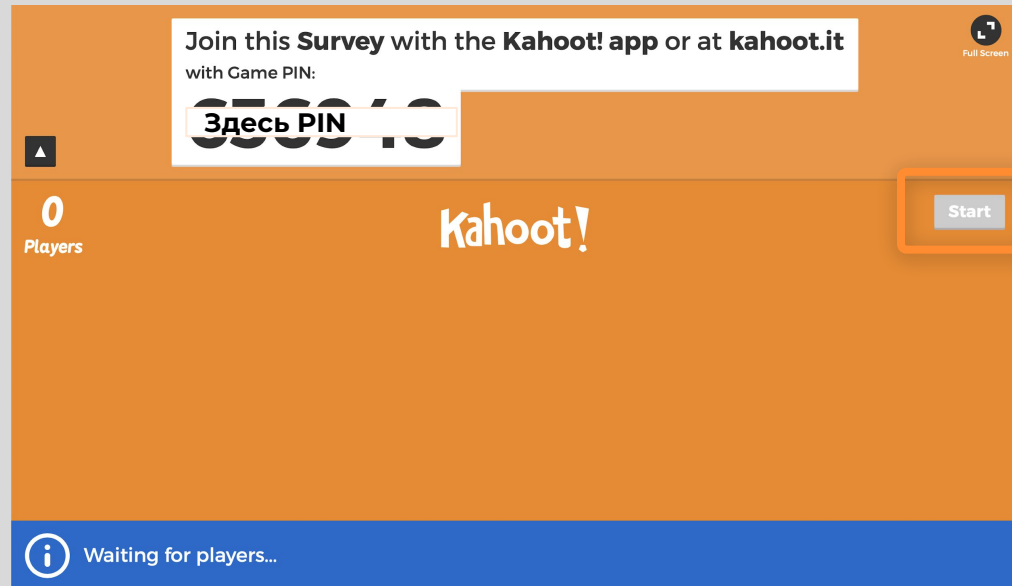 Join this Survey with the Kahoot! app or at kahoot.it
with Game PIN:
Здесь PIN
Full Screen
▲
0
Players
Kahoot!
Start
Waiting for players...